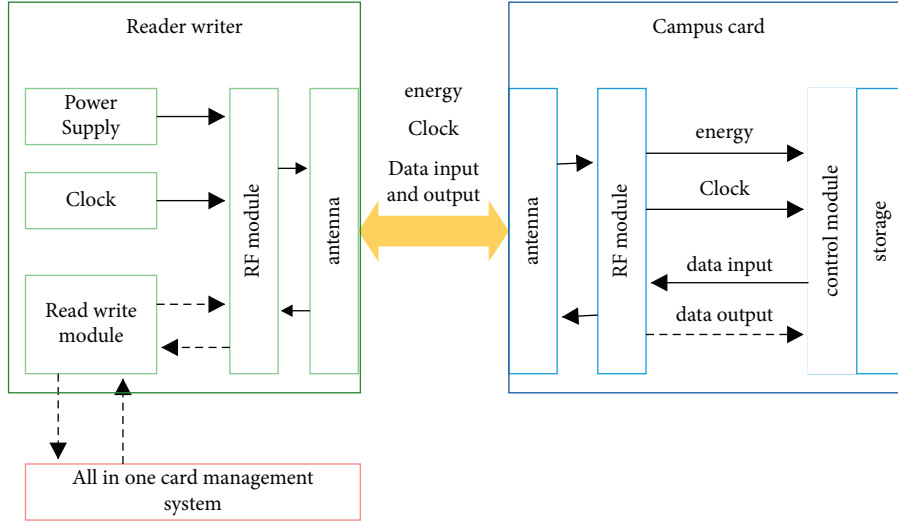 Reader writer
Power
Supply
Clock
Read write
module
RF module
antenna
energy
Clock
Data input
and output
Campus card
antenna
RF module
energy
Clock
data input
data output
control module
storage
All in one card management
system